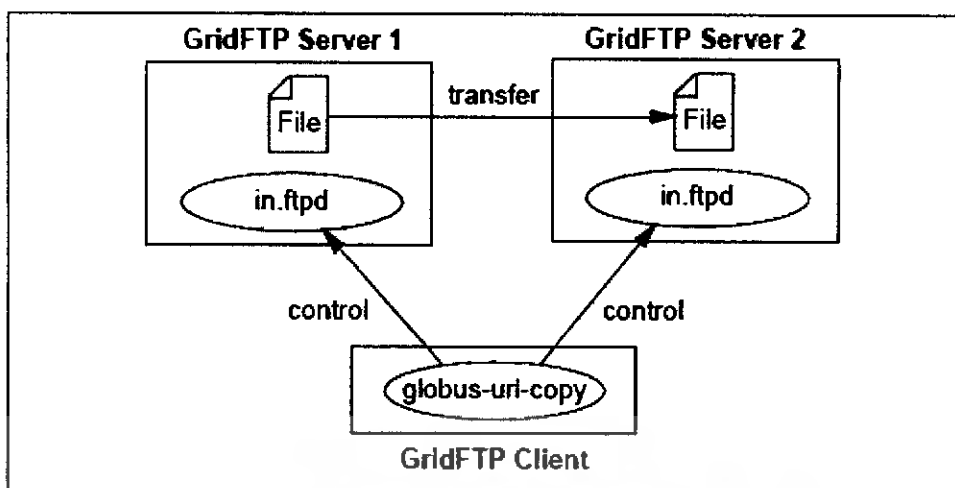 GridFTP Server 1
GridFTP Server 2
File
transfer
File
in.ftpd
in.ftpd
control
control
globus-url-copy
GridFTP Client